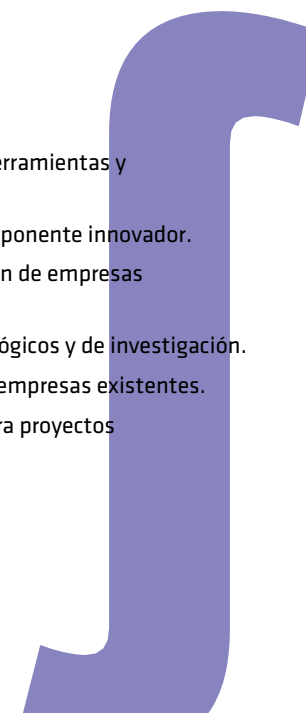 erramientas y
ponente innovador.
n de empresas
ógicos y de investigación.
empresas existentes.
ra proyectos